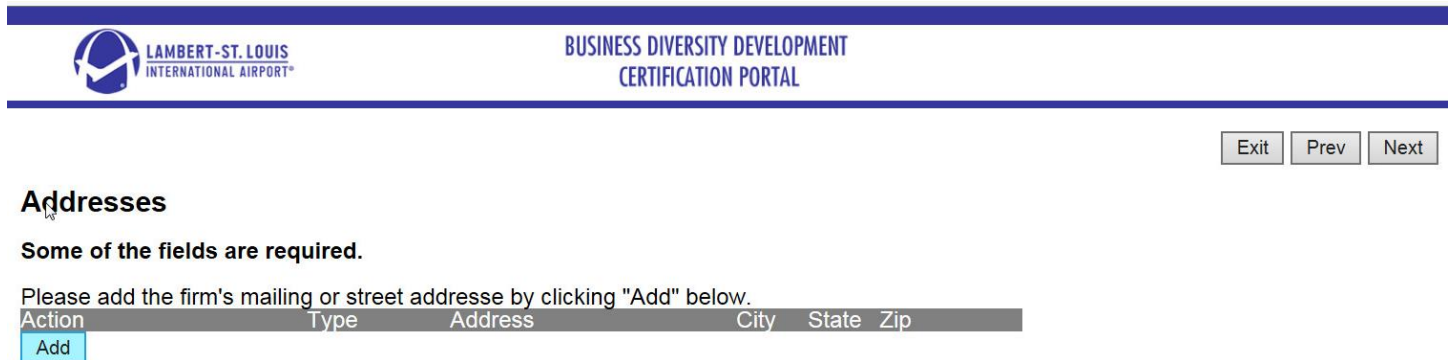 LAMBERT-ST. LOUIS
INTERNATIONAL AIRPORT®
BUSINESS DIVERSITY DEVELOPMENT
CERTIFICATION PORTAL
Exit Prev Next
Addresses
Some of the fields are required.
Please add the firm's mailing or street addresse by clicking "Add" below.
Action Type Address City State Zip
Add